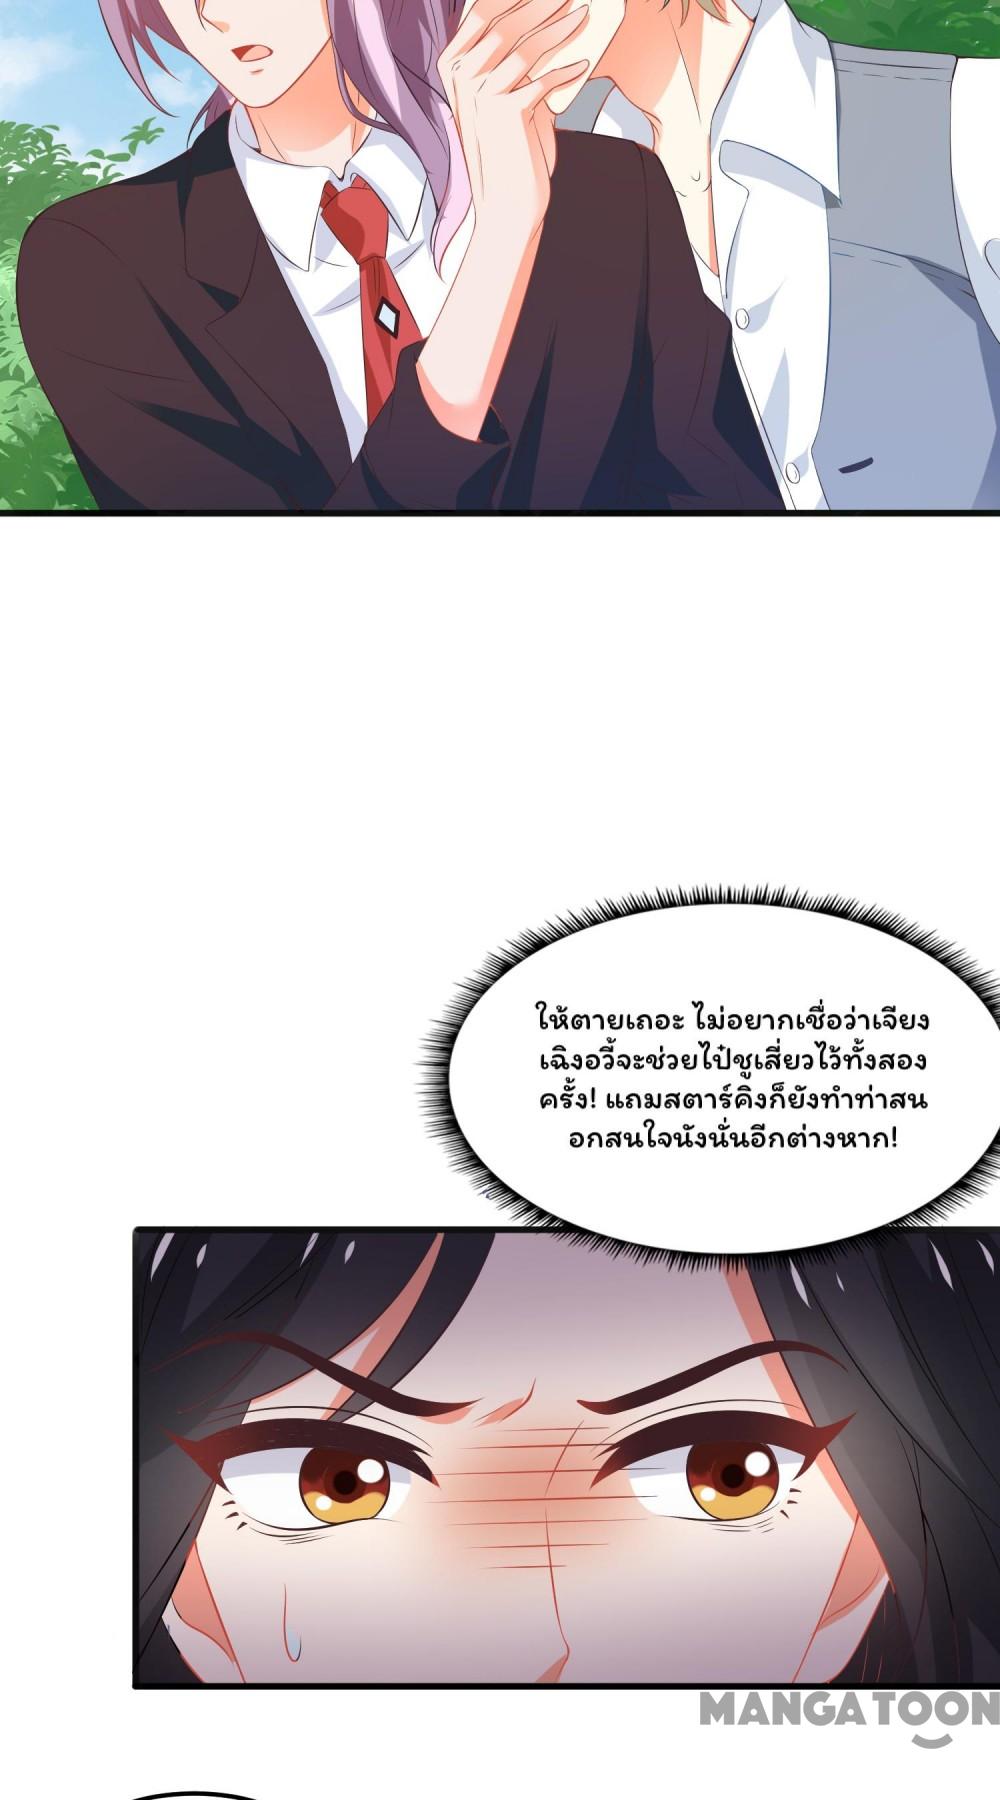 ให้ตายเถอะ ไม่อยากเชื่อว่าเจียง
เฉิงอวี้จะช่วยไป๋ชูเสี่ยวไว้ทั้งสอง
ครั้ง! แถมสตาร์คิงก็ยังทำท่าสน
อกสนใจนังนั่นอีกต่างหาก!
MANGATOON